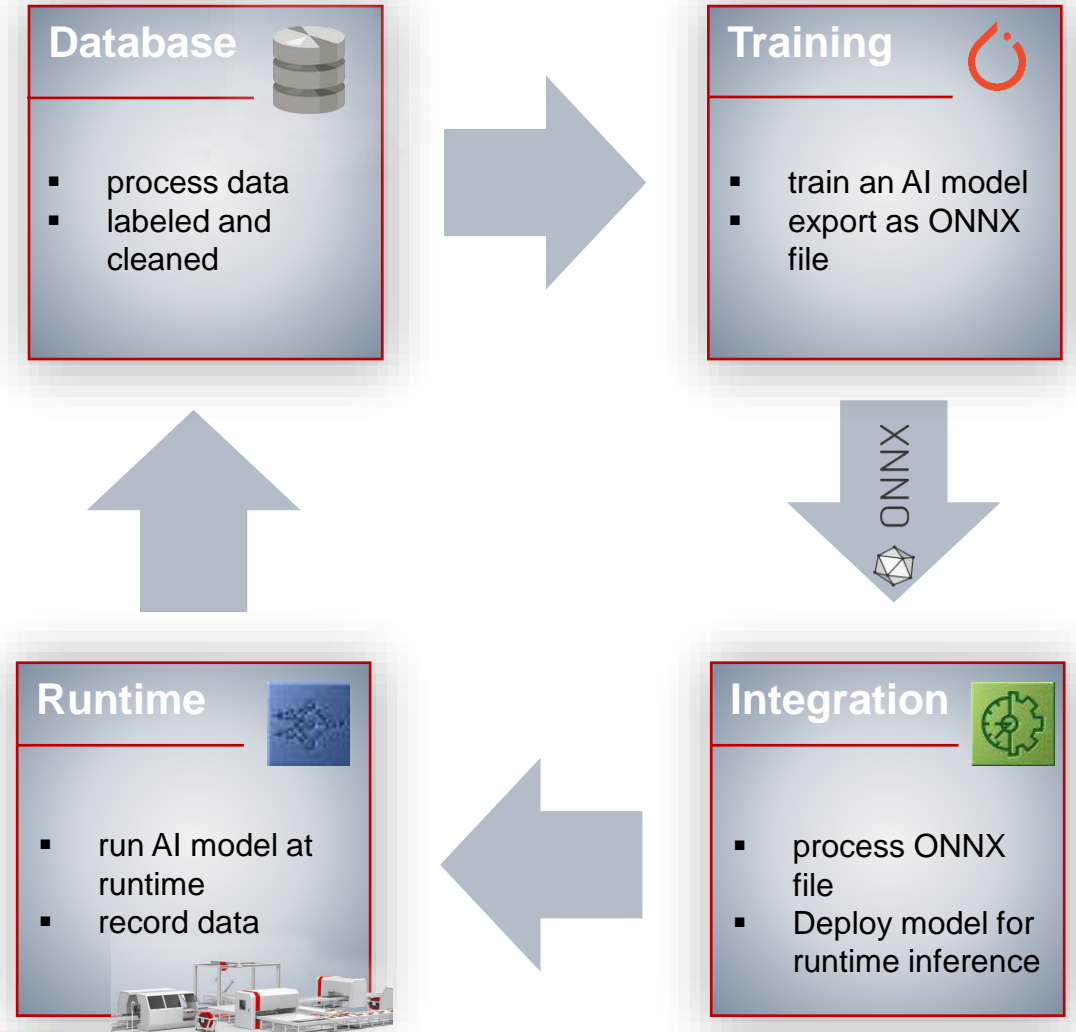 Database
▪ process data
▪ labeled and
cleaned
Training
▪ train an AI model
▪ export as ONNX
file
ONNX
Integration
▪ process ONNX
file
▪ Deploy model for
runtime inference
Runtime
▪ run AI model at
runtime
▪ record data